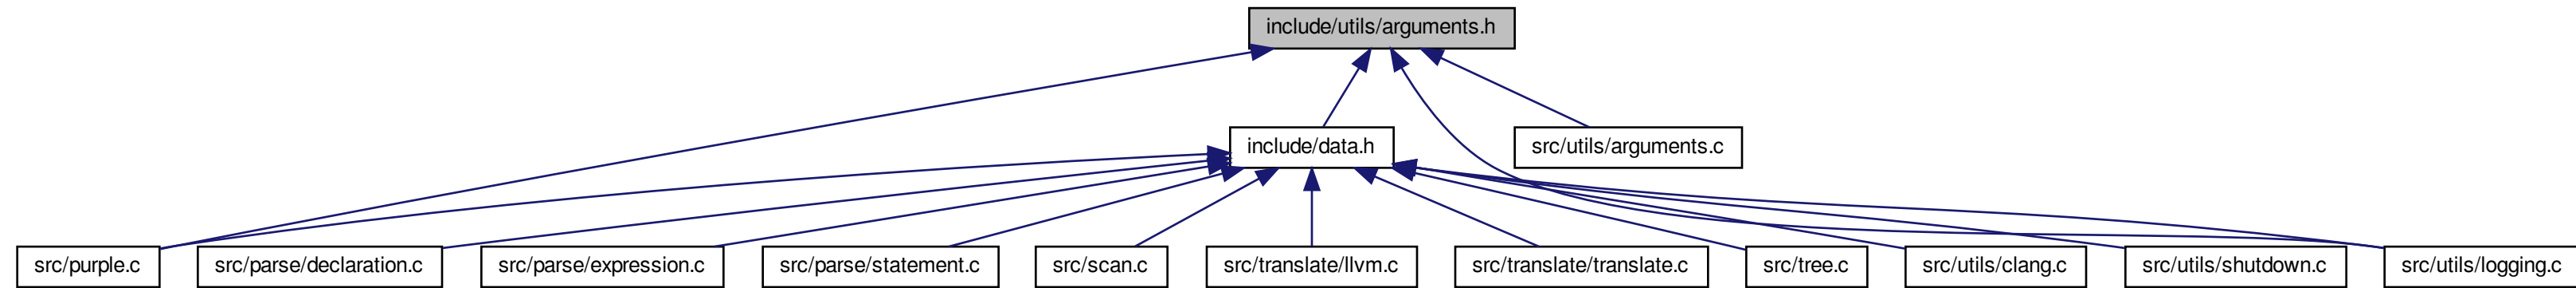 include/utils/arguments.h
include/data.h
src/utils/arguments.c
src/purple.c
src/parse/declaration.c
src/parse/expression.c
src/parse/statement.c
src/scan.c
src/translate/llvm.c
src/translate/translate.c
src/tree.c
src/utils/clang.c
src/utils/shutdown.c
src/utils/logging.c